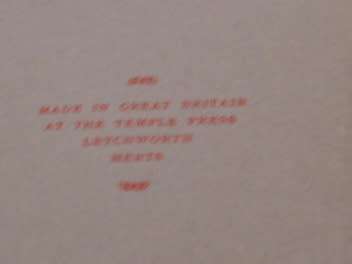 MADE IN GREAT BRITAIN
AT THE TEMPLE PRESS
LETCHWORTH
HERTS